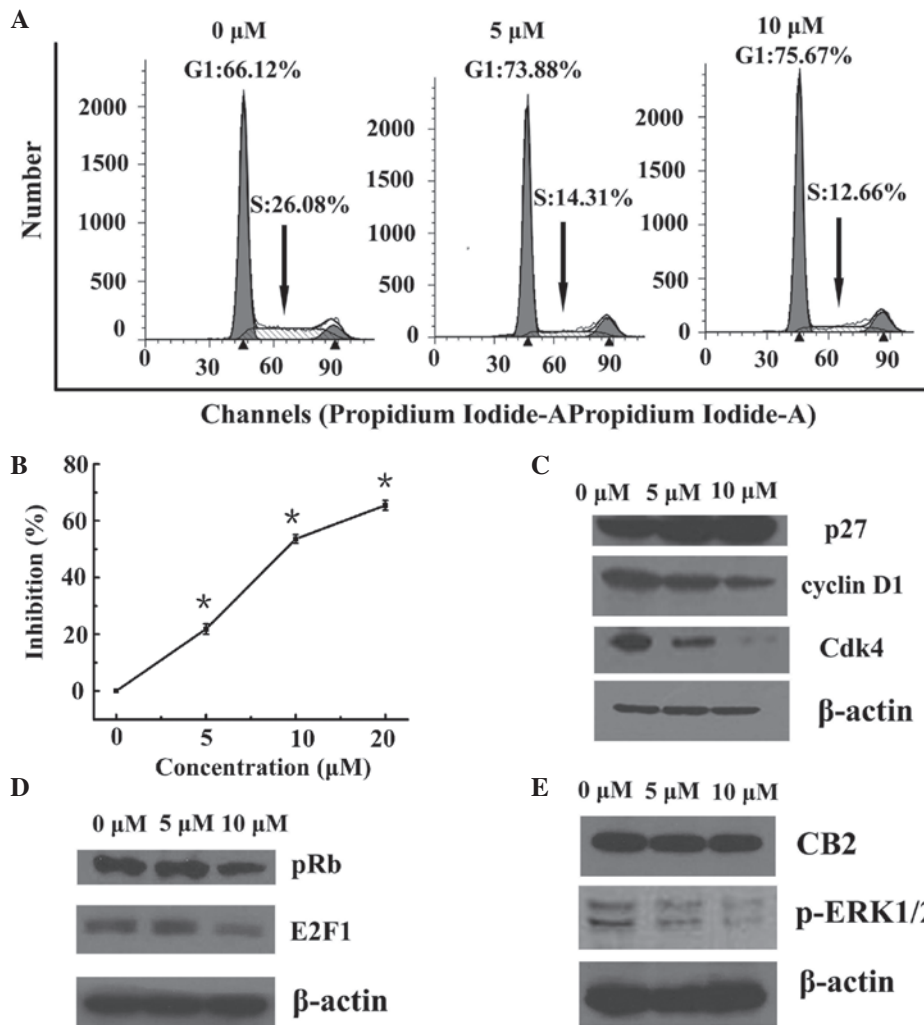 A
0 µM
5 µM
10 µM
G1:66.12%
G1:73.88%
G1:75.67%
S:26.08%
S:14.31%
S:12.66%
Number
2000
1500
1000
500
0
2000
1500
1000
500
0
2000
1500
1000
500
0
0 30 60 90
0 30 60 90
0 30 60 90
Channels (Propidium Iodide-APropidium Iodide-A)
B
Inhibition (%)
80
60
40
20
0
* * *
0 5 10 20
Concentration (µM)
C
0 µM 5 µM 10 µM
p27
cyclin D1
Cdk4
β-actin
D
0 µM 5 µM 10 µM
pRb
E2F1
β-actin
E
0 µM 5 µM 10 µM
CB2
p-ERK1/2
β-actin